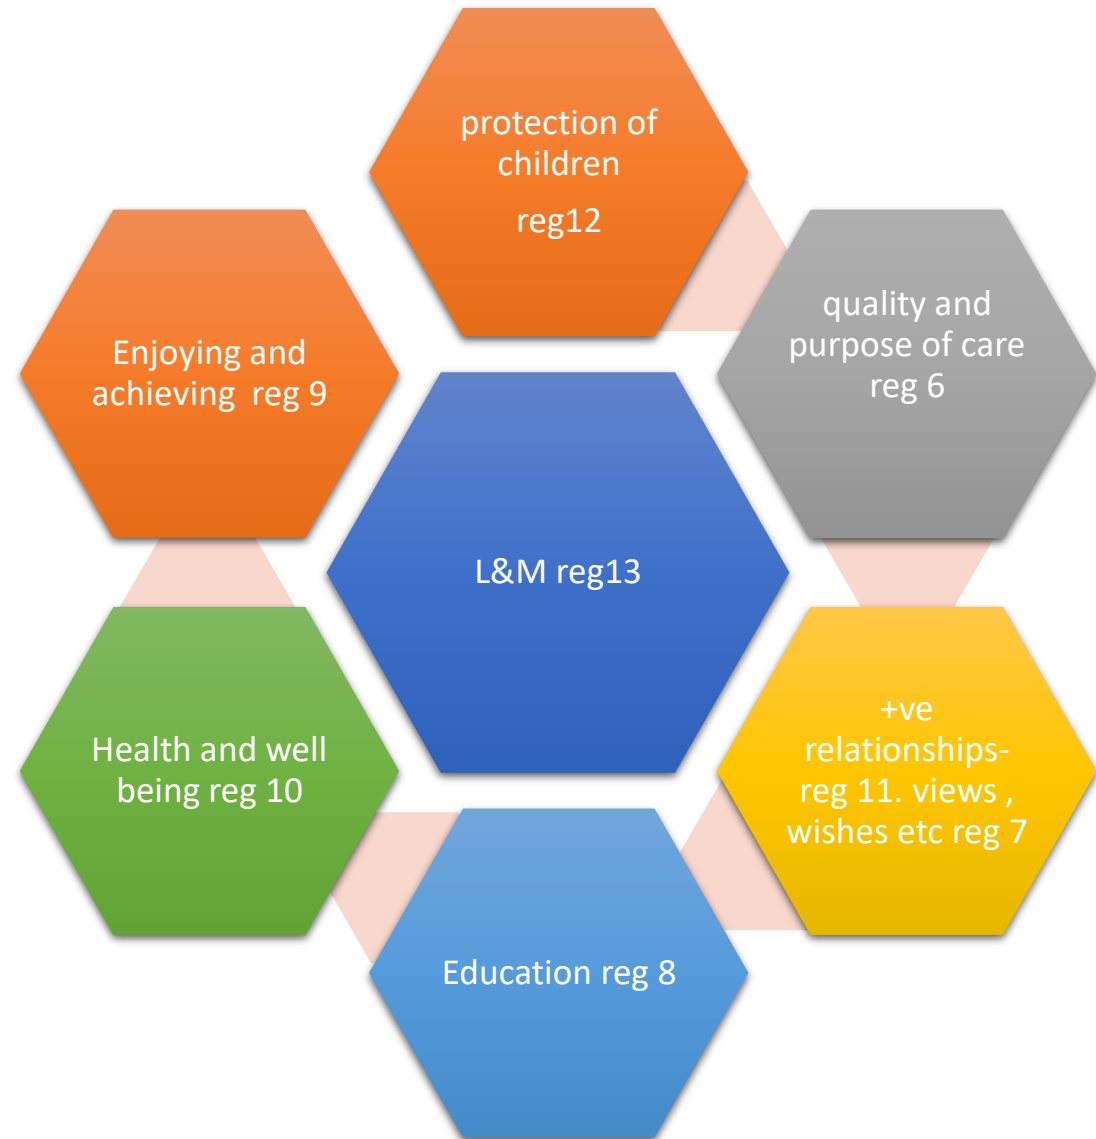 protection of
children
reg12
quality and
purpose of care
reg 6
+ve
relationships-
reg 11. views ,
wishes etc reg 7
Education reg 8
Health and well
being reg 10
Enjoying and
achieving  reg 9
L&M reg13